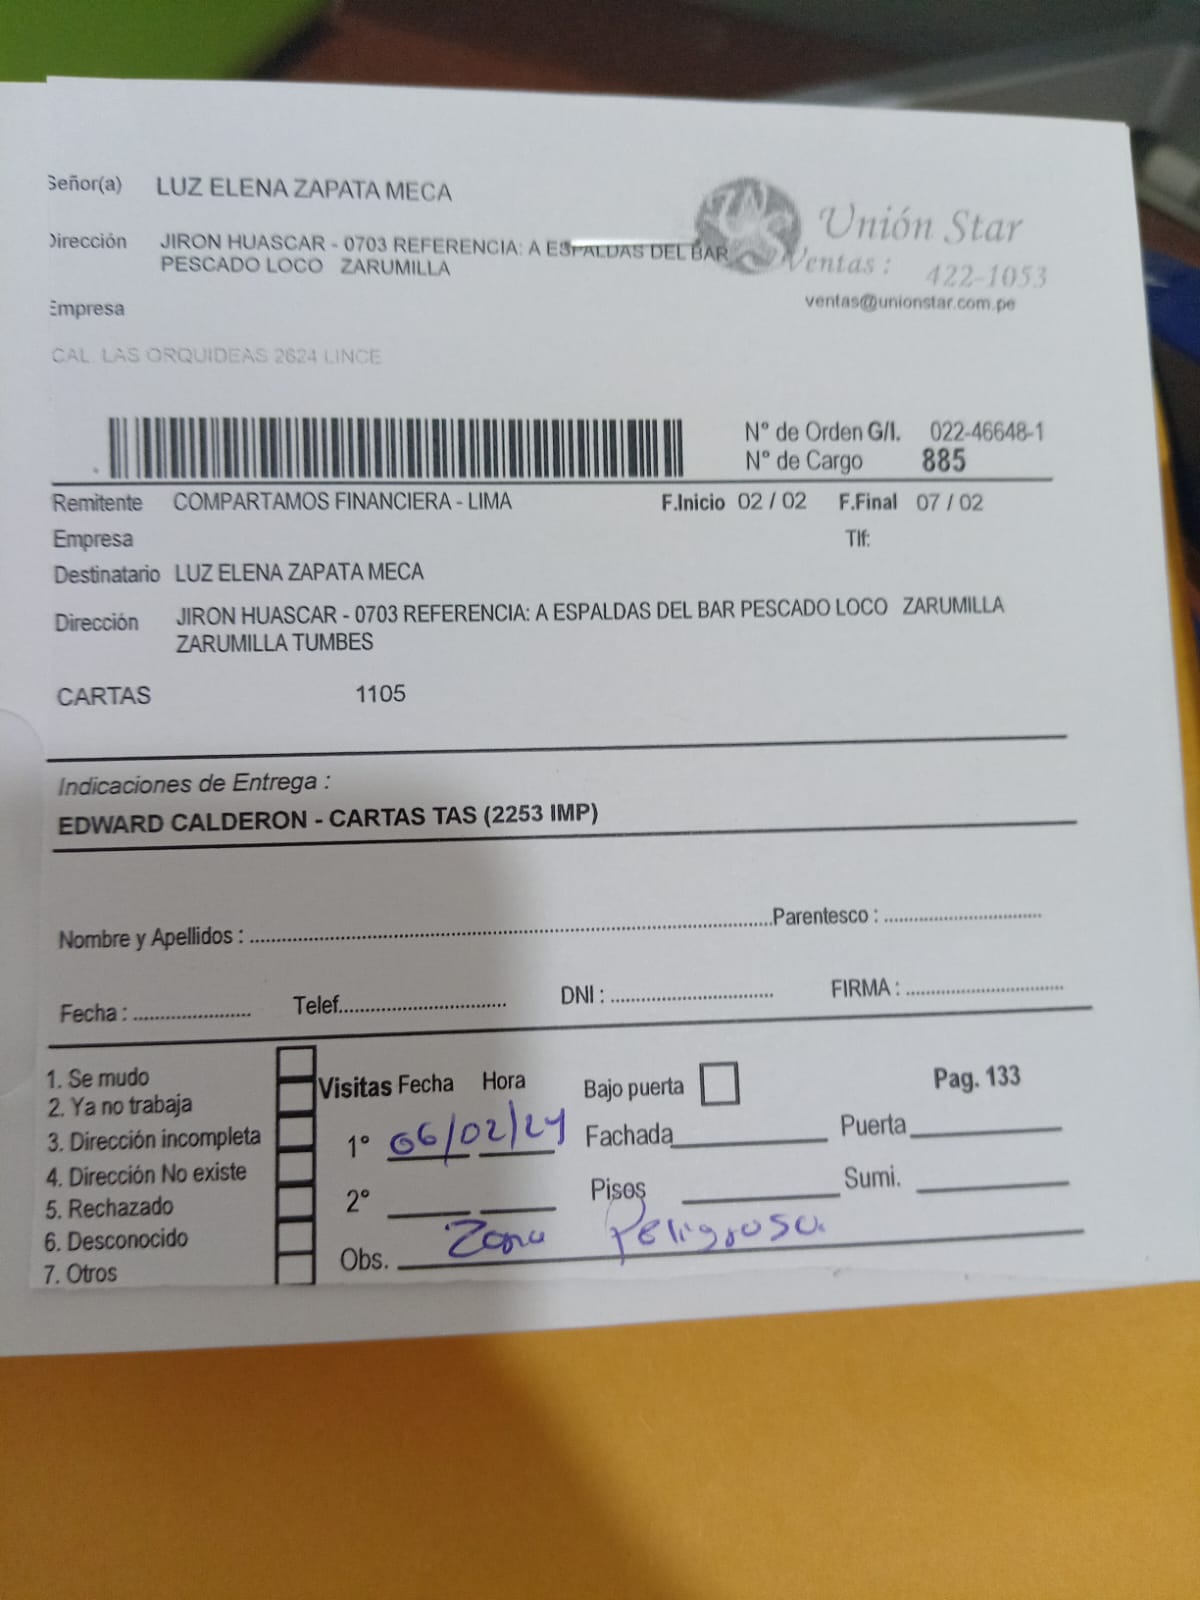 Señor(a) LUZ ELENA ZAPATA MECA
Dirección JIRON HUASCAR - 0703 REFERENCIA: A ESPALDAS DEL BAR
PESCADO LOCO ZARUMILLA
Unión Star
Ventas : 422-1053
ventas@unionstar.com.pe
Empresa
CAL. LAS ORQUIDEAS 2624 LINCE
N° de Orden G/I. 022-46648-1
N° de Cargo 885
Remitente COMPARTAMOS FINANCIERA - LIMA F.Inicio 02 / 02 F.Final 07 / 02
Empresa Tlf:
Destinatario LUZ ELENA ZAPATA MECA
Dirección JIRON HUASCAR - 0703 REFERENCIA: A ESPALDAS DEL BAR PESCADO LOCO ZARUMILLA
ZARUMILLA TUMBES
CARTAS 1105
Indicaciones de Entrega :
EDWARD CALDERON - CARTAS TAS (2253 IMP)
Nombre y Apellidos : Parentesco :
Fecha : Telef. DNI : FIRMA :
1. Se mudo
2. Ya no trabaja
3. Dirección incompleta
4. Dirección No existe
5. Rechazado
6. Desconocido
7. Otros
Visitas Fecha Hora Bajo puerta Pag. 133
1° 06/02/24 Fachada Puerta
2° Pisos Sumi.
Obs. Zona Peligrosa.